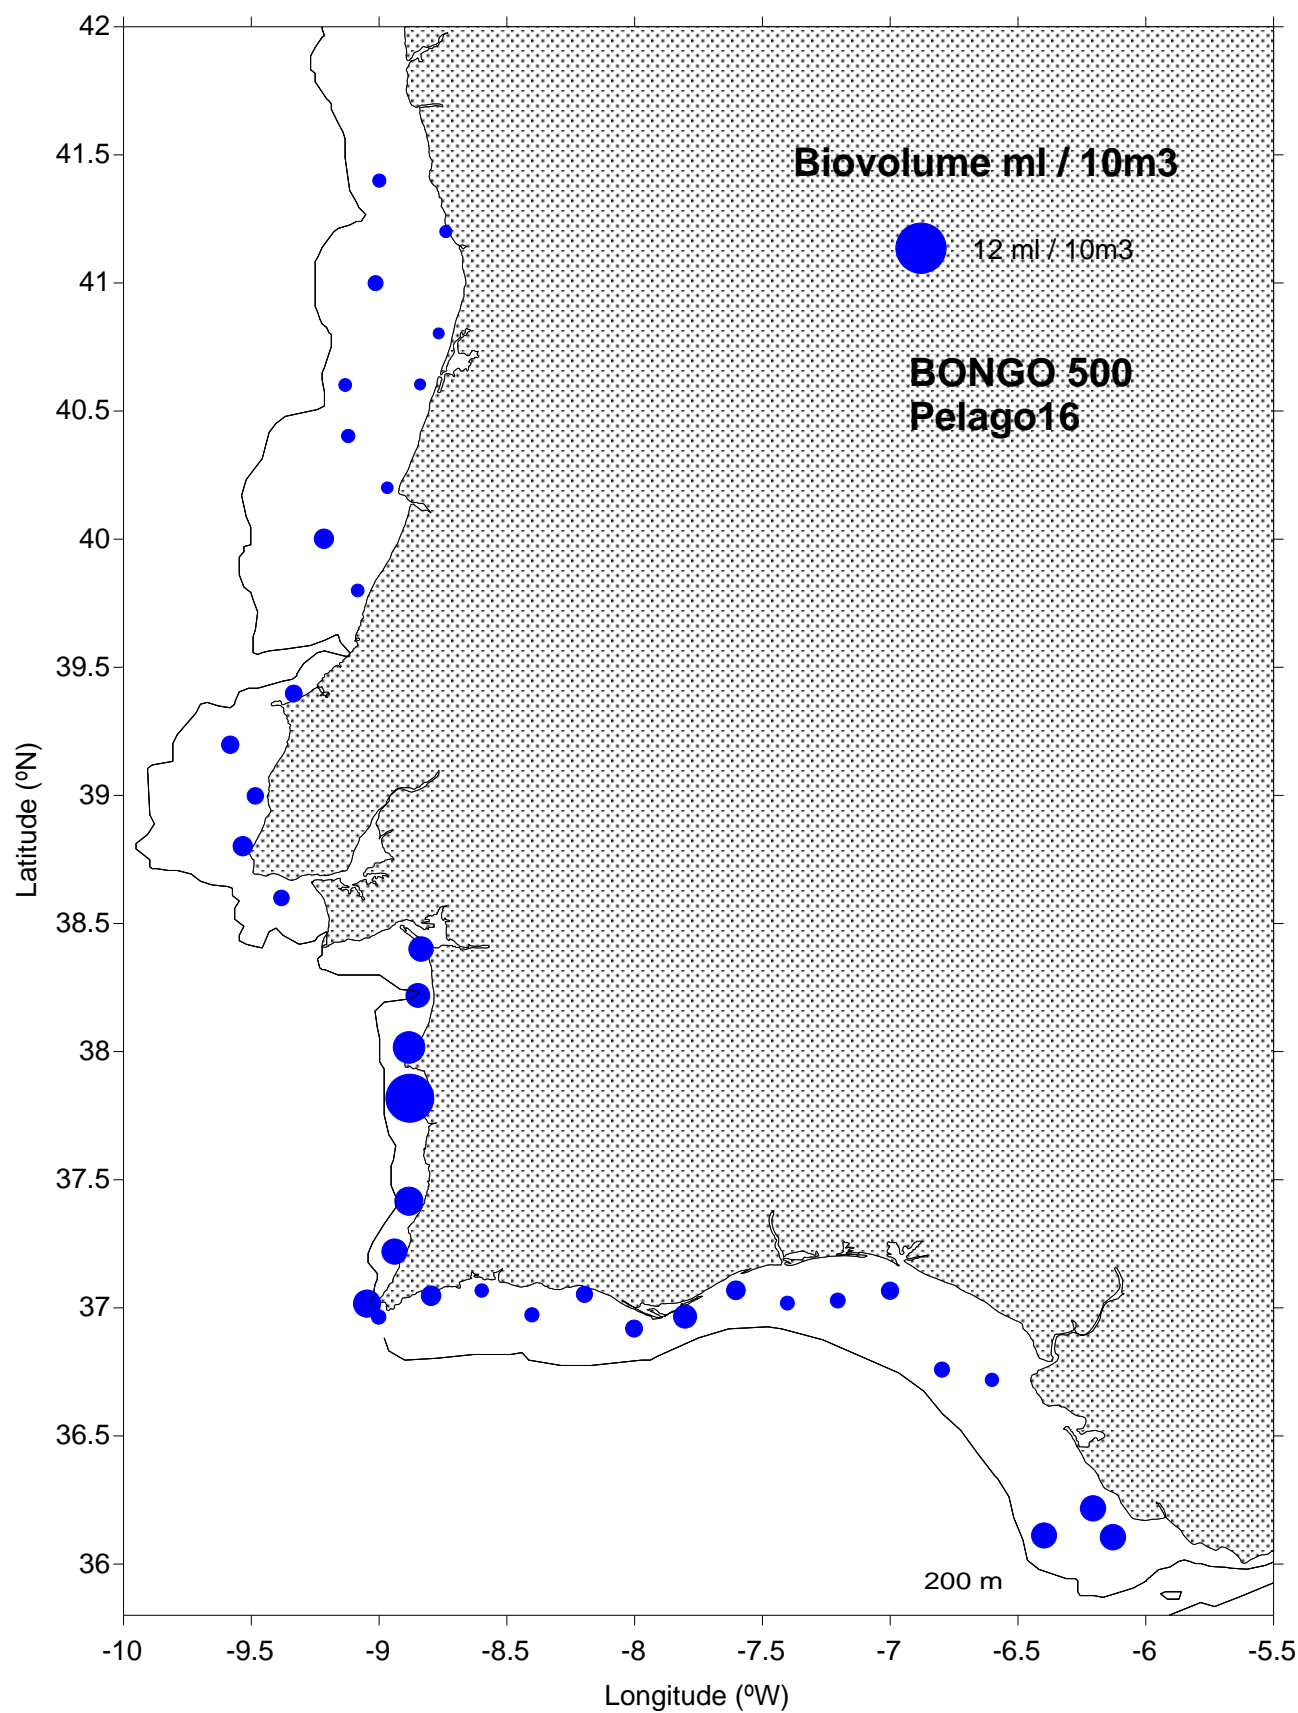 42
41.5
Biovolume ml / 10m3
12 ml / 10m3
41
BONGO 500
40.5
Pelago16
40
39.5
39
38.5
38
37.5
37
36.5
36
200 m
Latitude (ºN)
-10 -9.5 -9 -8.5 -8 -7.5 -7 -6.5 -6 -5.5
Longitude (ºW)